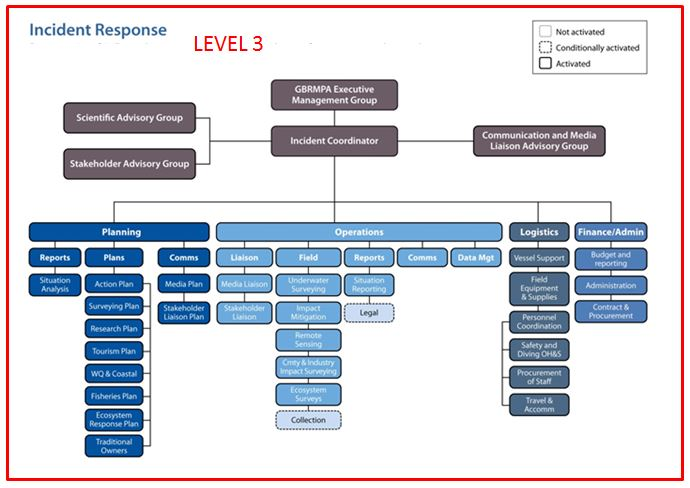 Incident Response
LEVEL 3
Not activated
Conditionally activated
Activated
GBRMPA Executive
Management Group
Scientific Advisory Group
Stakeholder Advisory Group
Incident Coordinator
Communication and Media
Liaison Advisory Group
Planning
Operations
Logistics
Finance/Admin
Reports
Plans
Comms
Liaison
Field
Reports
Comms
Data Mgt
Vessel Support
Budget and
reporting
Situation
Analysis
Action Plan
Surveying Plan
Research Plan
Tourism Plan
WQ & Coastal
Fisheries Plan
Ecosystem
Response Plan
Traditional
Owners
Media Plan
Stakeholder
Liaison Plan
Media Liaison
Stakeholder
Liaison
Underwater
Surveying
Impact
Mitigation
Remote
Sensing
Cmty & Industry
Impact Surveying
Ecosystem
Surveys
Collection
Situation
Reporting
Legal
Field
Equipment
& Supplies
Personnel
Coordination
Safety and
Diving OH&S
Procurement
of Staff
Travel &
Accomm
Administration
Contract &
Procurement